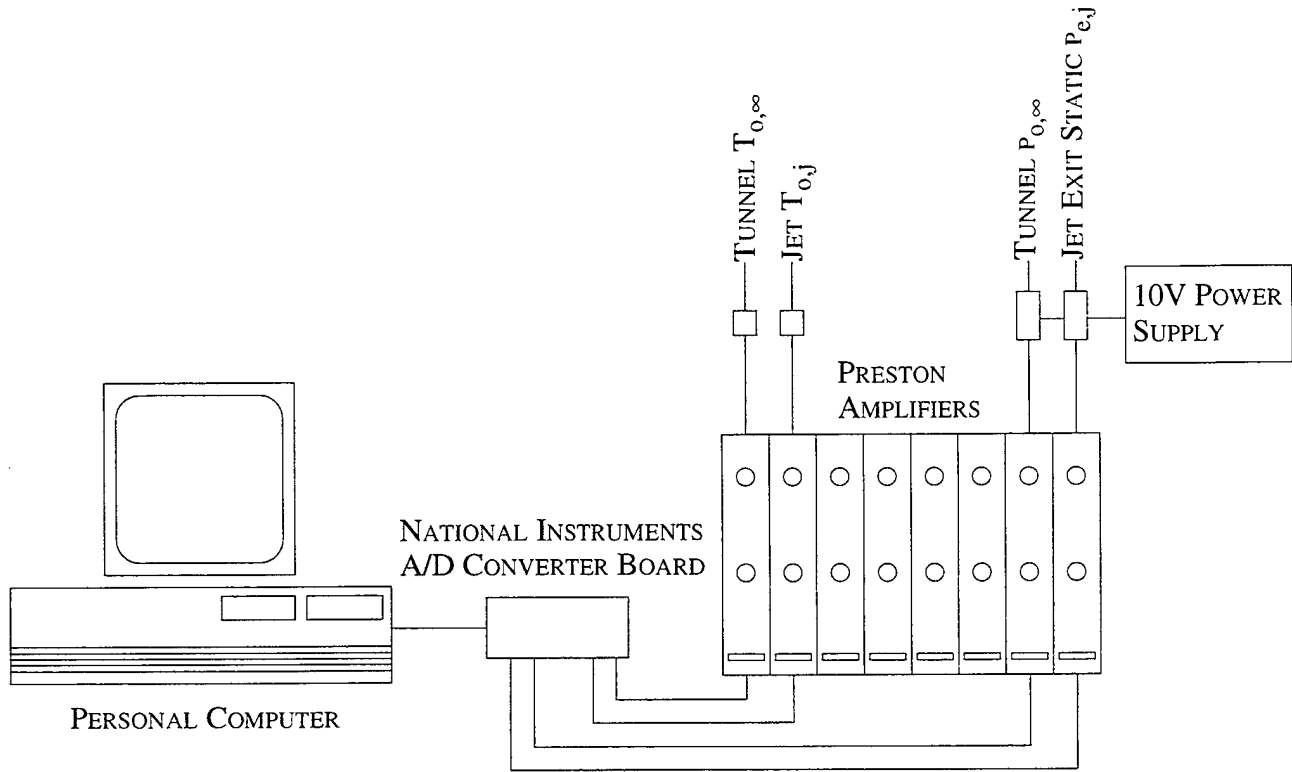 TUNNEL T₀,∞
JET T₀,j
TUNNEL P₀,∞
JET EXIT STATIC Pₑ,j
10V POWER
SUPPLY
PRESTON
AMPLIFIERS
NATIONAL INSTRUMENTS
A/D CONVERTER BOARD
PERSONAL COMPUTER